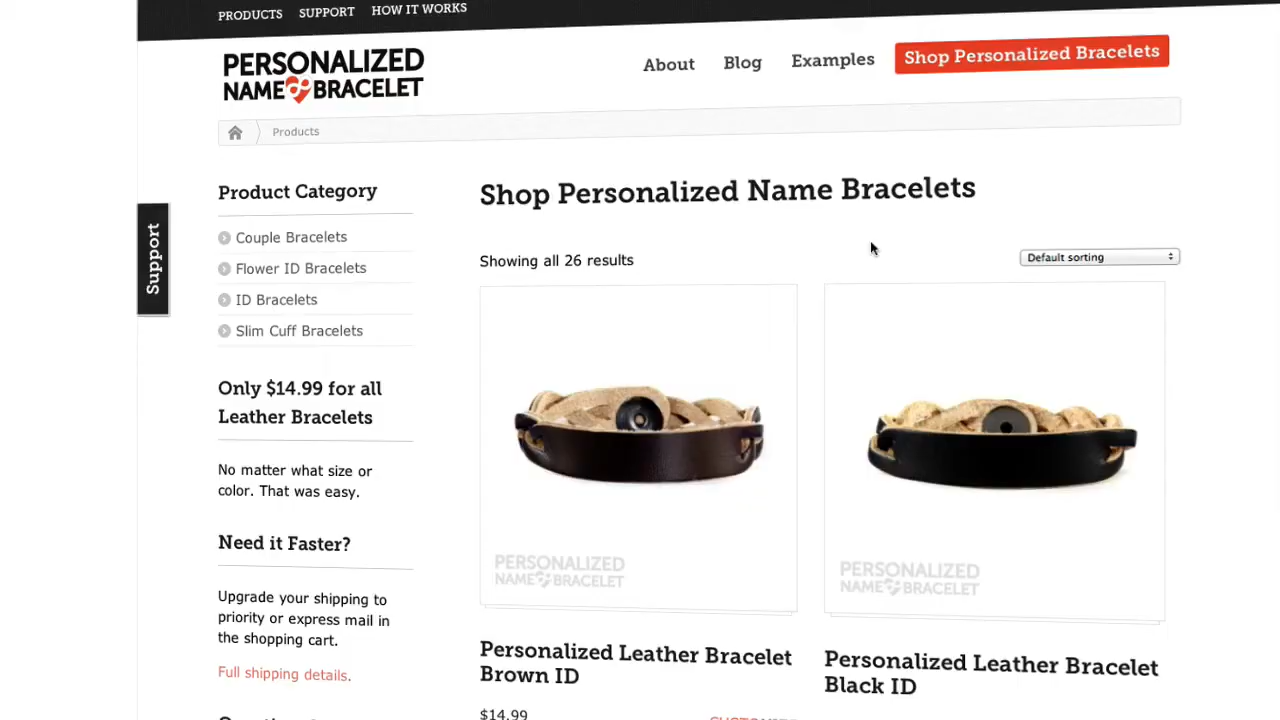 PRODUCTS SUPPORT HOW IT WORKS
PERSONALIZED
NAME BRACELET
About Blog Examples Shop Personalized Bracelets
Products
Product Category
Couple Bracelets
Flower ID Bracelets
ID Bracelets
Slim Cuff Bracelets
Support
Only $14.99 for all
Leather Bracelets
No matter what size or
color. That was easy.
Need it Faster?
Upgrade your shipping to
priority or express mail in
the shopping cart.
Full shipping details.
Shop Personalized Name Bracelets
Showing all 26 results
Default sorting
PERSONALIZED
NAME BRACELET
Personalized Leather Bracelet
Brown ID
$14.99
PERSONALIZED
NAME BRACELET
Personalized Leather Bracelet
Black ID